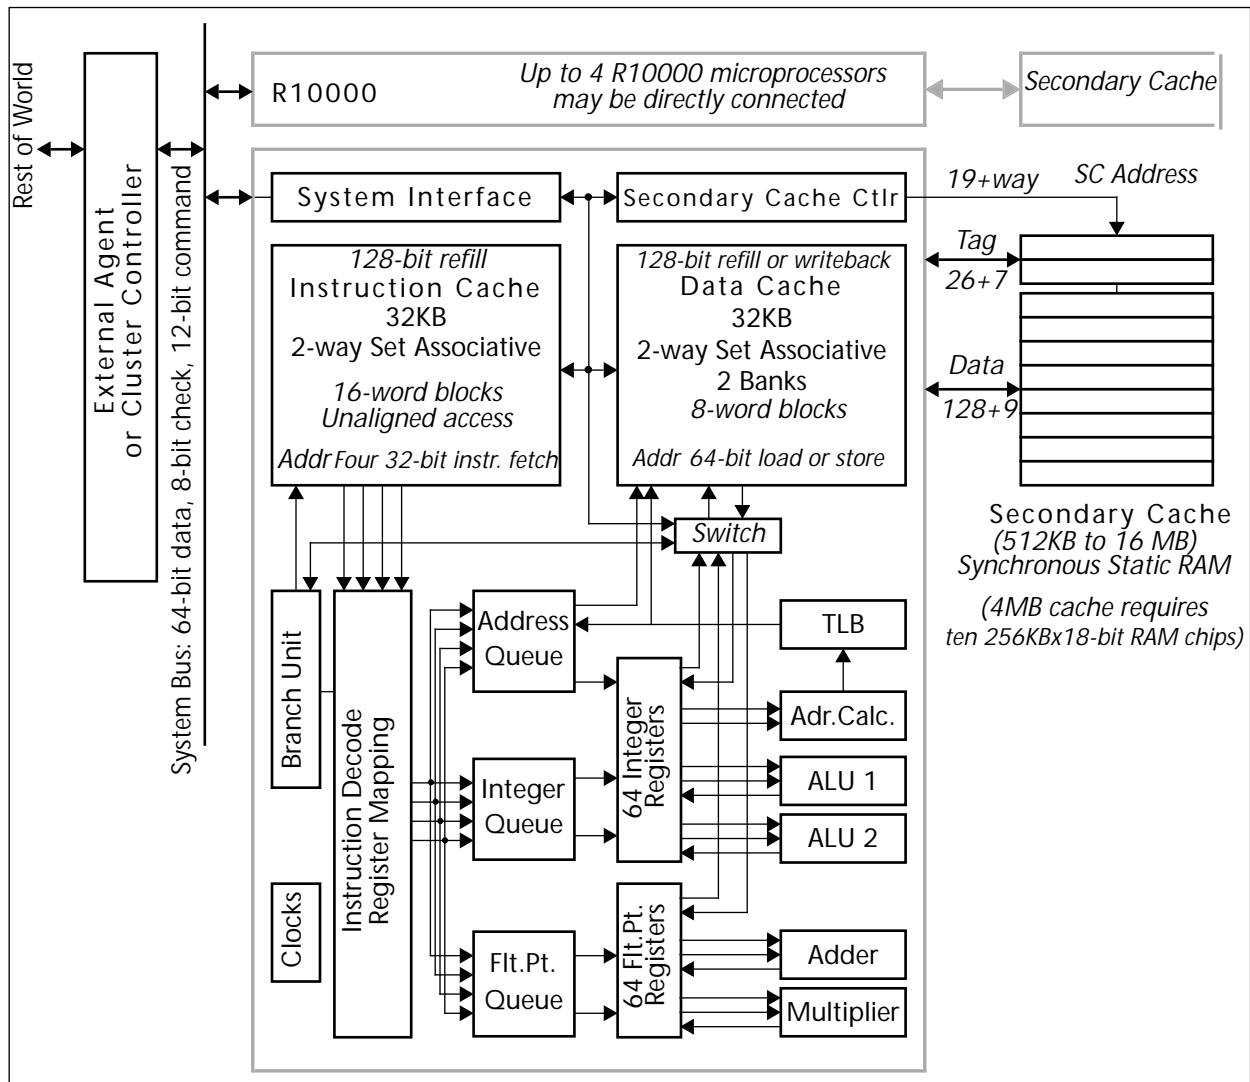 Rest of World
External Agent
or Cluster Controller
System Bus: 64-bit data, 8-bit check, 12-bit command
R10000
Up to 4 R10000 microprocessors
may be directly connected
Secondary Cache
System Interface
Secondary Cache Ctlr
19+way
SC Address
128-bit refill
Instruction Cache
32KB
2-way Set Associative
16-word blocks
Unaligned access
Addr Four 32-bit instr. fetch
128-bit refill or writeback
Data Cache
32KB
2-way Set Associative
2 Banks
8-word blocks
Addr 64-bit load or store
Tag
26+7
Data
128+9
Secondary Cache
(512KB to 16 MB)
Synchronous Static RAM
(4MB cache requires
ten 256KBx18-bit RAM chips)
Switch
Branch Unit
Clocks
Instruction Decode
Register Mapping
Address
Queue
Integer
Queue
Flt.Pt.
Queue
64 Integer
Registers
64 Flt.Pt.
Registers
TLB
Adr.Calc.
ALU 1
ALU 2
Adder
Multiplier